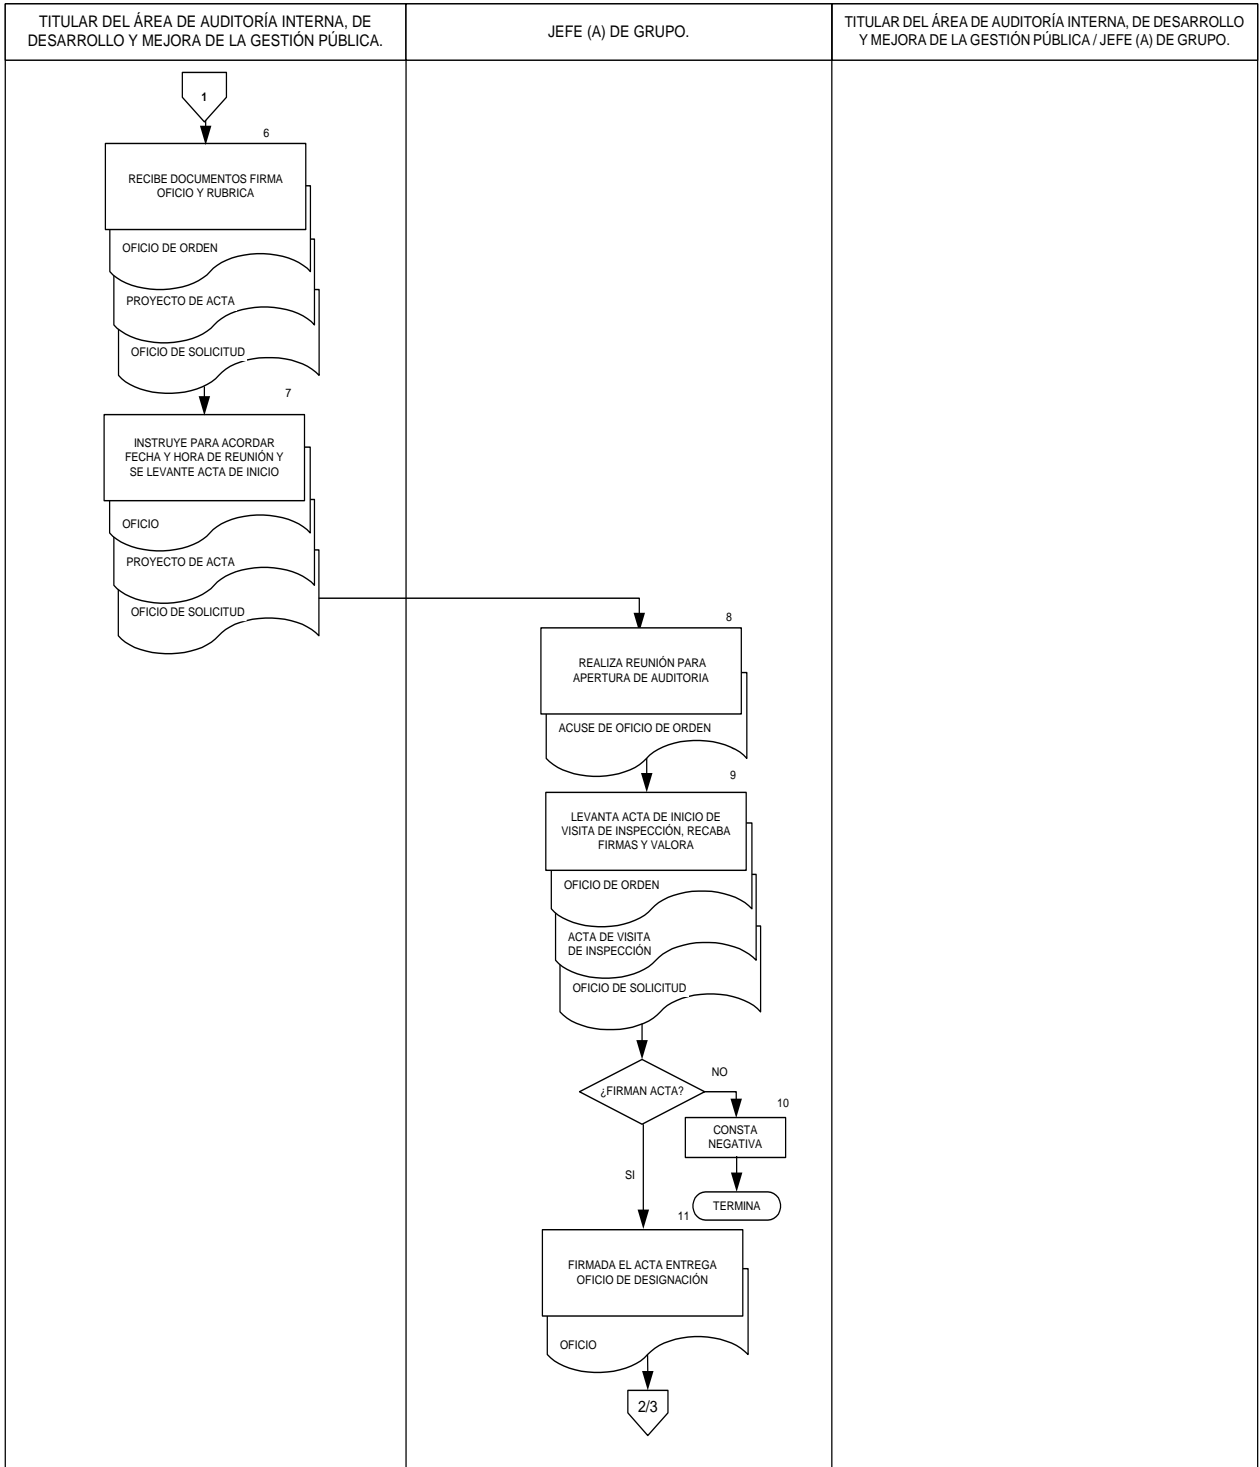 TITULAR DEL ÁREA DE AUDITORÍA INTERNA, DE
DESARROLLO Y MEJORA DE LA GESTIÓN PÚBLICA.
JEFE (A) DE GRUPO.
TITULAR DEL ÁREA DE AUDITORÍA INTERNA, DE DESARROLLO
Y MEJORA DE LA GESTIÓN PÚBLICA / JEFE (A) DE GRUPO.
1
6
RECIBE DOCUMENTOS FIRMA
OFICIO Y RUBRICA
OFICIO DE ORDEN
PROYECTO DE ACTA
OFICIO DE SOLICITUD
7
INSTRUYE PARA ACORDAR
FECHA Y HORA DE REUNIÓN Y
SE LEVANTE ACTA DE INICIO
OFICIO
PROYECTO DE ACTA
OFICIO DE SOLICITUD
8
REALIZA REUNIÓN PARA
APERTURA DE AUDITORIA
ACUSE DE OFICIO DE ORDEN
9
LEVANTA ACTA DE INICIO DE
VISITA DE INSPECCIÓN, RECABA
FIRMAS Y VALORA
OFICIO DE ORDEN
ACTA DE VISITA
DE INSPECCIÓN
OFICIO DE SOLICITUD
¿FIRMAN ACTA?
NO
10
CONSTA
NEGATIVA
TERMINA
SI
11
FIRMADA EL ACTA ENTREGA
OFICIO DE DESIGNACIÓN
OFICIO
2/3